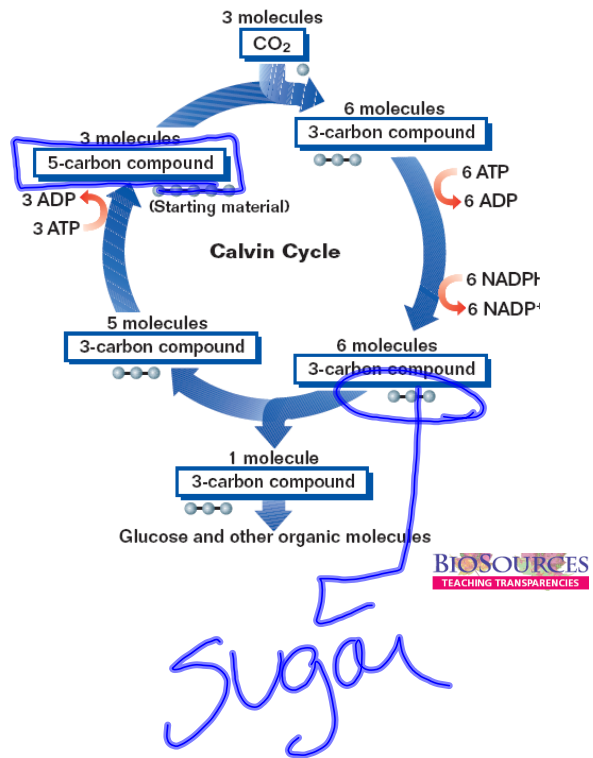 3 molecules
CO₂
6 molecules
3-carbon compound
3 molecules
5-carbon compound
(Starting material)
6 ATP
6 ADP
3 ADP
3 ATP
Calvin Cycle
6 NADPH
6 NADP+
5 molecules
3-carbon compound
6 molecules
3-carbon compound
1 molecule
3-carbon compound
Glucose and other organic molecules
BIOSOURCES
TEACHING TRANSPARENCIES
sugar